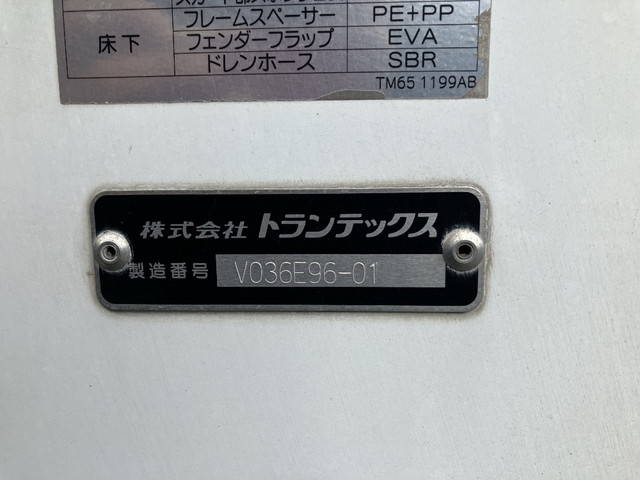 フレームスペーサー PE+PP
床下 フェンダーフラップ EVA
ドレンホース SBR
TM65 1199AB
株式会社 トランテックス
製造番号 V036E96-01